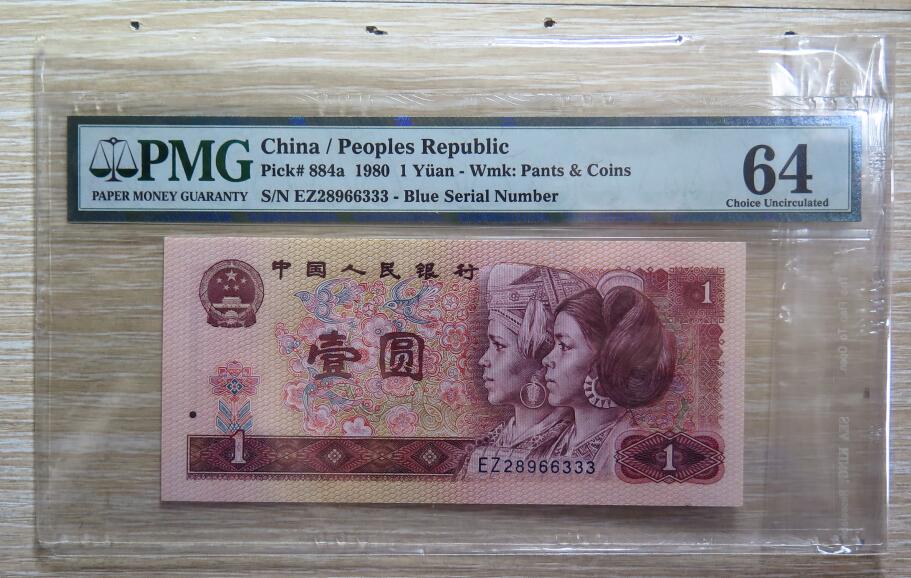 PMG
PAPER MONEY GUARANTY
China / Peoples Republic
Pick# 884a 1980 1 Yüan - Wmk: Pants & Coins
S/N EZ28966333 - Blue Serial Number
64
Choice Uncirculated
中国人民银行
1
壹圆
1
EZ28966333
1